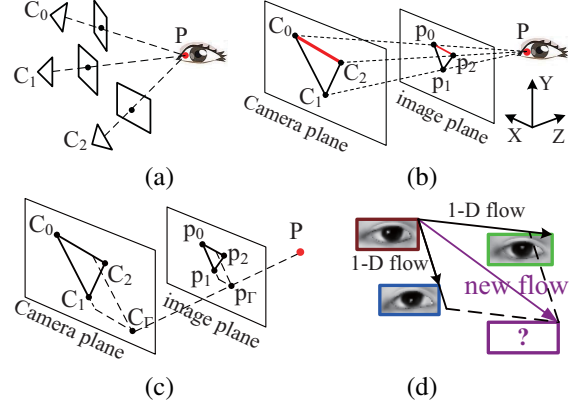 C0
P
C1
C2
(a)
C0
p0
P
C2
p2
C1
p1
Camera plane
image plane
Y
X
Z
(b)
C0
p0
P
C2
p2
C1
p1
CΓ
pΓ
Camera plane
image plane
(c)
1-D flow
1-D flow
new flow
?
(d)